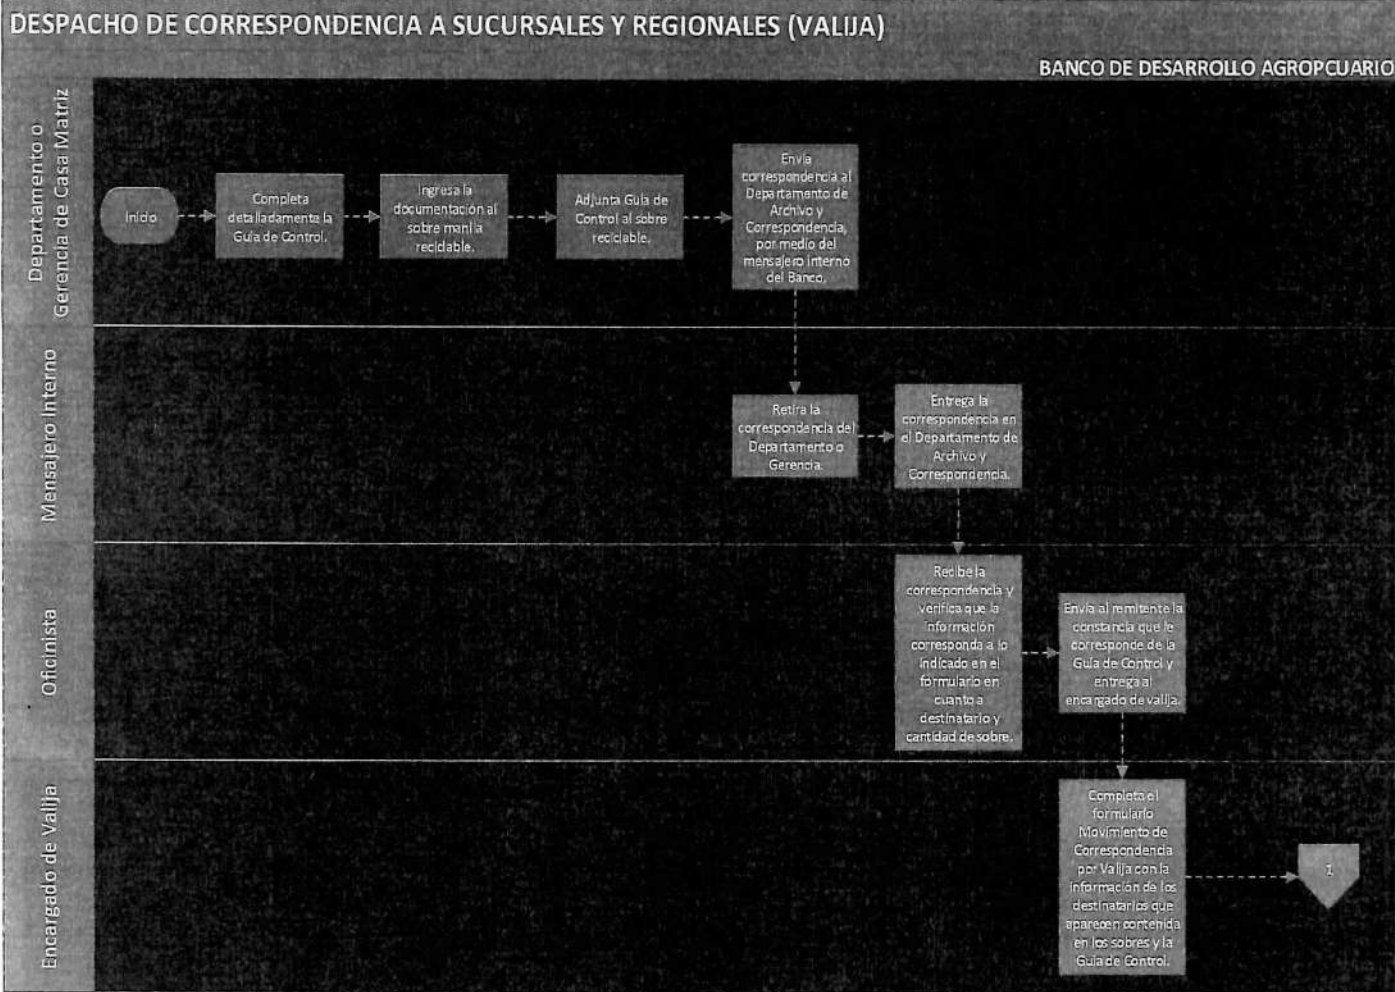 DESPACHO DE CORRESPONDENCIA A SUCURSALES Y REGIONALES (VALIJA)
BANCO DE DESARROLLO AGROPCUARIO
Departamento o
Gerencia de Casa Matriz
Inicio
Completa
detalladamente la
Guía de Control.
Ingresa la
documentación al
sobre manila
reciclable.
Adjunta Guía de
Control al sobre
reciclable.
Envía
correspondencia al
Departamento de
Archivo y
Correspondencia,
por medio del
mensajero interno
del Banco.
Mensajero Interno
Retira la
correspondencia del
Departamento o
Gerencia.
Entrega la
correspondencia en
el Departamento de
Archivo y
Correspondencia.
Oficinista
Recibe la
correspondencia y
verifica que la
información
corresponda a lo
indicado en el
formulario en
cuanto a
destinatario y
cantidad de sobre.
Envía al remitente la
constancia que le
corresponde de la
Guía de Control y
entrega al
encargado de valija.
Encargado de Valija
Completa el
formulario
Movimiento de
Correspondencia
por Valija con la
información de los
destinatarios que
aparecen contenida
en los sobres y la
Guía de Control.
1